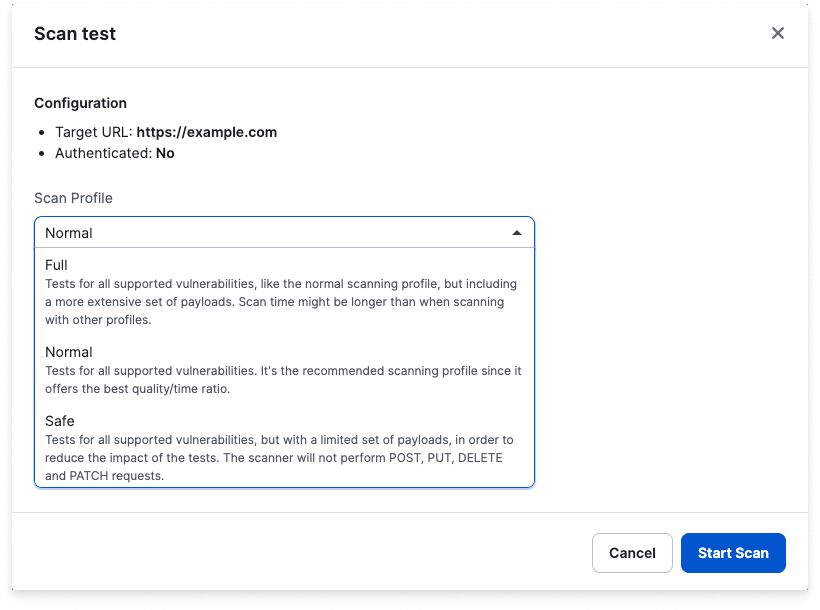 Scan test
Configuration
Target URL: https://example.com
Authenticated: No
Scan Profile
Normal
Full
Tests for all supported vulnerabilities, like the normal scanning profile, but including
a more extensive set of payloads. Scan time might be longer than when scanning
with other profiles.
Normal
Tests for all supported vulnerabilities. It's the recommended scanning profile since it
offers the best quality/time ratio.
Safe
Tests for all supported vulnerabilities, but with a limited set of payloads, in order to
reduce the impact of the tests. The scanner will not perform POST, PUT, DELETE
and PATCH requests.
Cancel
Start Scan